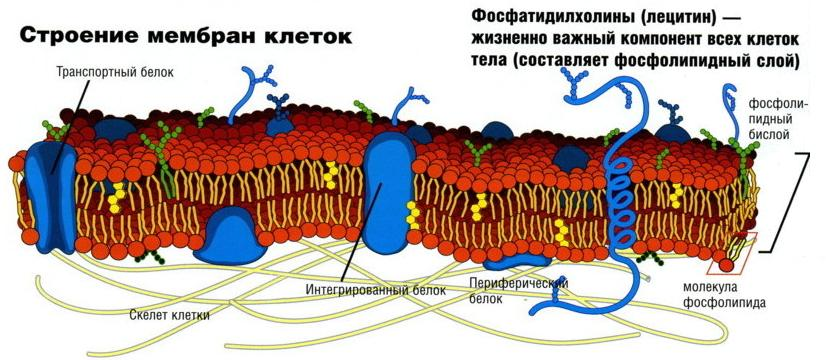 Строение мембран клеток
Фосфатидилхолины (лецитин) —
жизненно важный компонент всех клеток
тела (составляет фосфолипидный слой)
Транспортный белок
фосфоли-
пидный
бислой
Интегрированный белок
Периферический
белок
молекула
фосфолипида
Скелет клетки